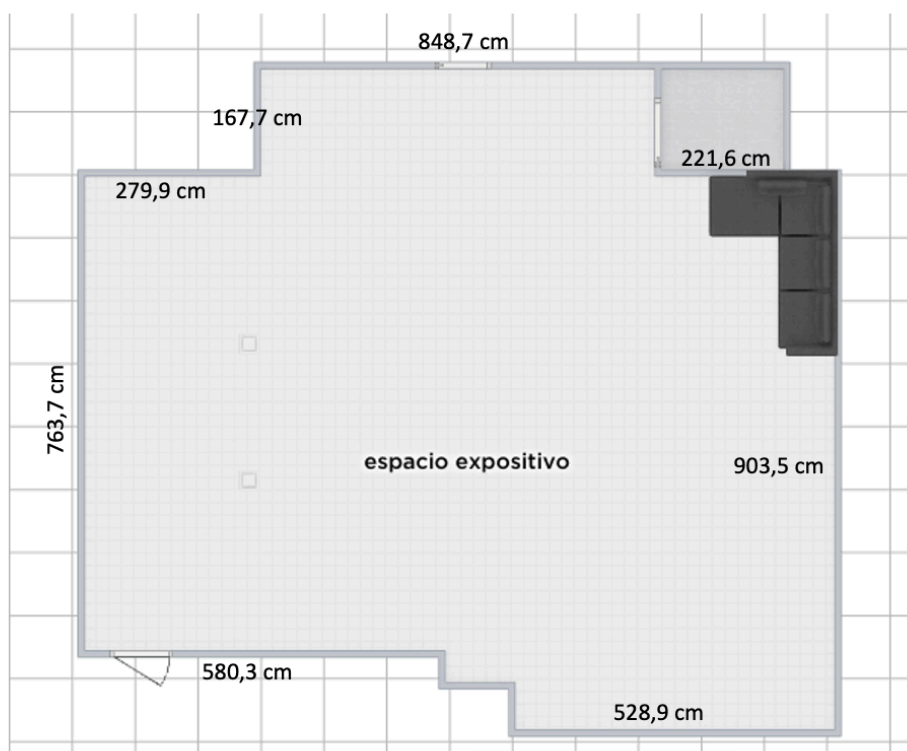 848,7 cm
167,7 cm
221,6 cm
279,9 cm
763,7 cm
espacio expositivo
903,5 cm
580,3 cm
528,9 cm